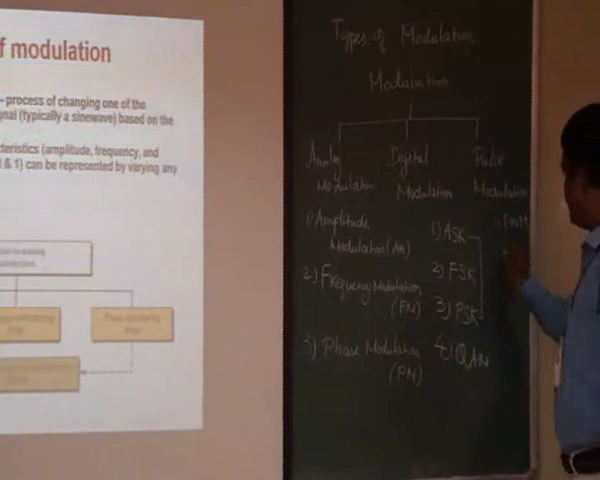 f modulation
– process of changing one of the
gnal (typically a sinewave) based on the
cteristics (amplitude, frequency, and
l & 1) can be represented by varying any
Types of Modulation
Modulation
Analog Modulation
Digital Modulation
Pulse Modulation
1) Amplitude
Modulation (AM)
2) Frequency Modulation
(FM)
3) Phase Modulation
(PM)
1) ASK
2) FSK
3) PSK
4) QAM